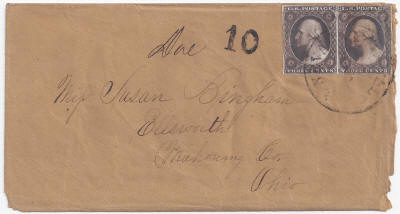 U.S. POSTAGE U.S. POSTAGE
THREE CENTS THREE CENTS
Due 10
Miss Susan Bingham
Ellsworth
Mahoning Co.
Ohio